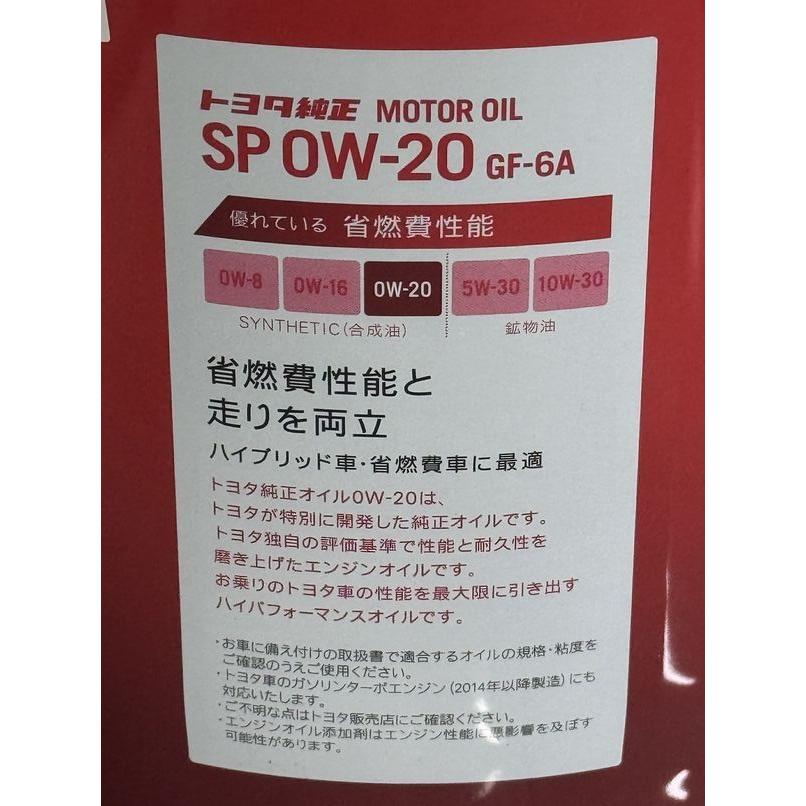 トヨタ純正 MOTOR OIL
SP 0W-20 GF-6A
優れている 省燃費性能
0W-8 0W-16 0W-20 5W-30 10W-30
SYNTHETIC(合成油) 鉱物油
省燃費性能と
走りを両立
ハイブリッド車・省燃費車に最適
トヨタ純正オイル0W-20は、
トヨタが特別に開発した純正オイルです。
トヨタ独自の評価基準で性能と耐久性を
磨き上げたエンジンオイルです。
お乗りのトヨタ車の性能を最大限に引き出す
ハイパフォーマンスオイルです。
・お車に備え付けの取扱書で適合するオイルの規格・粘度を
ご確認のうえご使用ください。
・トヨタ車のガソリンターボエンジン(2014年以降製造)にも
対応いたします。
・ご不明な点はトヨタ販売店にご確認ください。
・エンジンオイル添加剤はエンジン性能に悪影響を及ぼす
可能性があります。